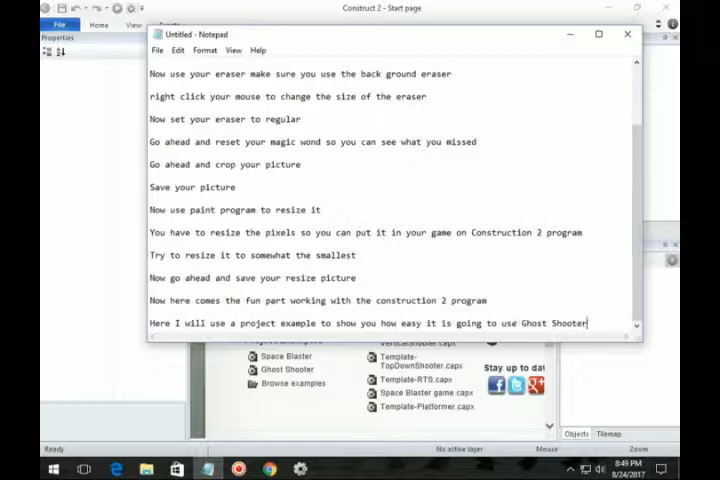 Construct 2 - Start page
File Home View
Properties
Untitled - Notepad
File Edit Format View Help
Now use your eraser make sure you use the back ground eraser
right click your mouse to change the size of the eraser
Now set your eraser to regular
Go ahead and reset your magic wond so you can see what you missed
Go ahead and crop your picture
Save your picture
Now use paint program to resize it
You have to resize the pixels so you can put it in your game on Construction 2 program
Try to resize it to somewhat the smallest
Now go ahead and save your resize picture
Now here comes the fun part working with the construction 2 program
Here I will use a project example to show you how easy it is going to use Ghost Shooter
Space Blaster
Ghost Shooter
Browse examples
Template-
TopDownShooter.capx
Template-RTS.capx
Space Blaster game.capx
Template-Platformer.capx
Stay up to dat
Objects Tilemap
Ready No active layer Mouse Zoom
8:49 PM
8/24/2017